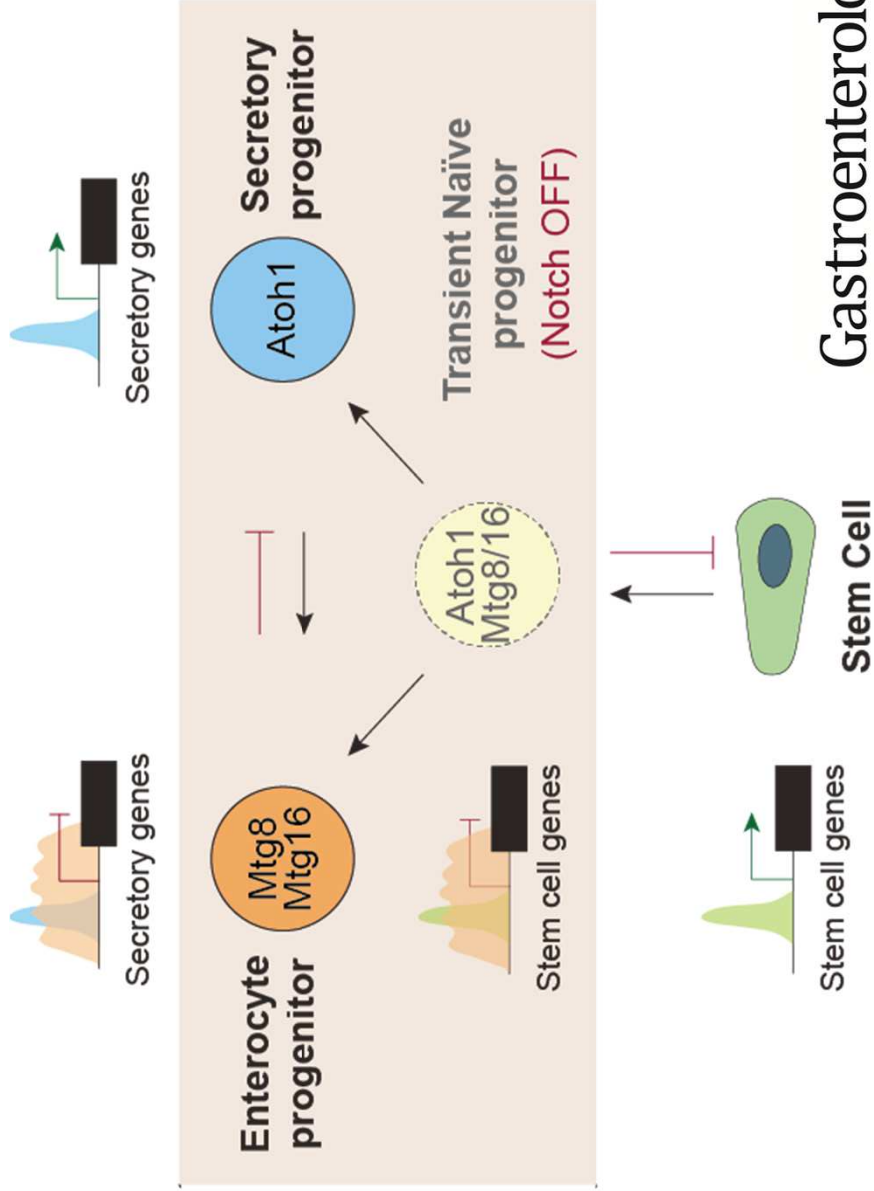 Secretory genes
Secretory genes
Enterocyte
progenitor
Mtg8
Mtg16
Atoh1
Secretory
progenitor
Stem cell genes
Atoh1
Mtg8/16
Transient Naïve
progenitor
(Notch OFF)
Stem cell genes
Stem Cell